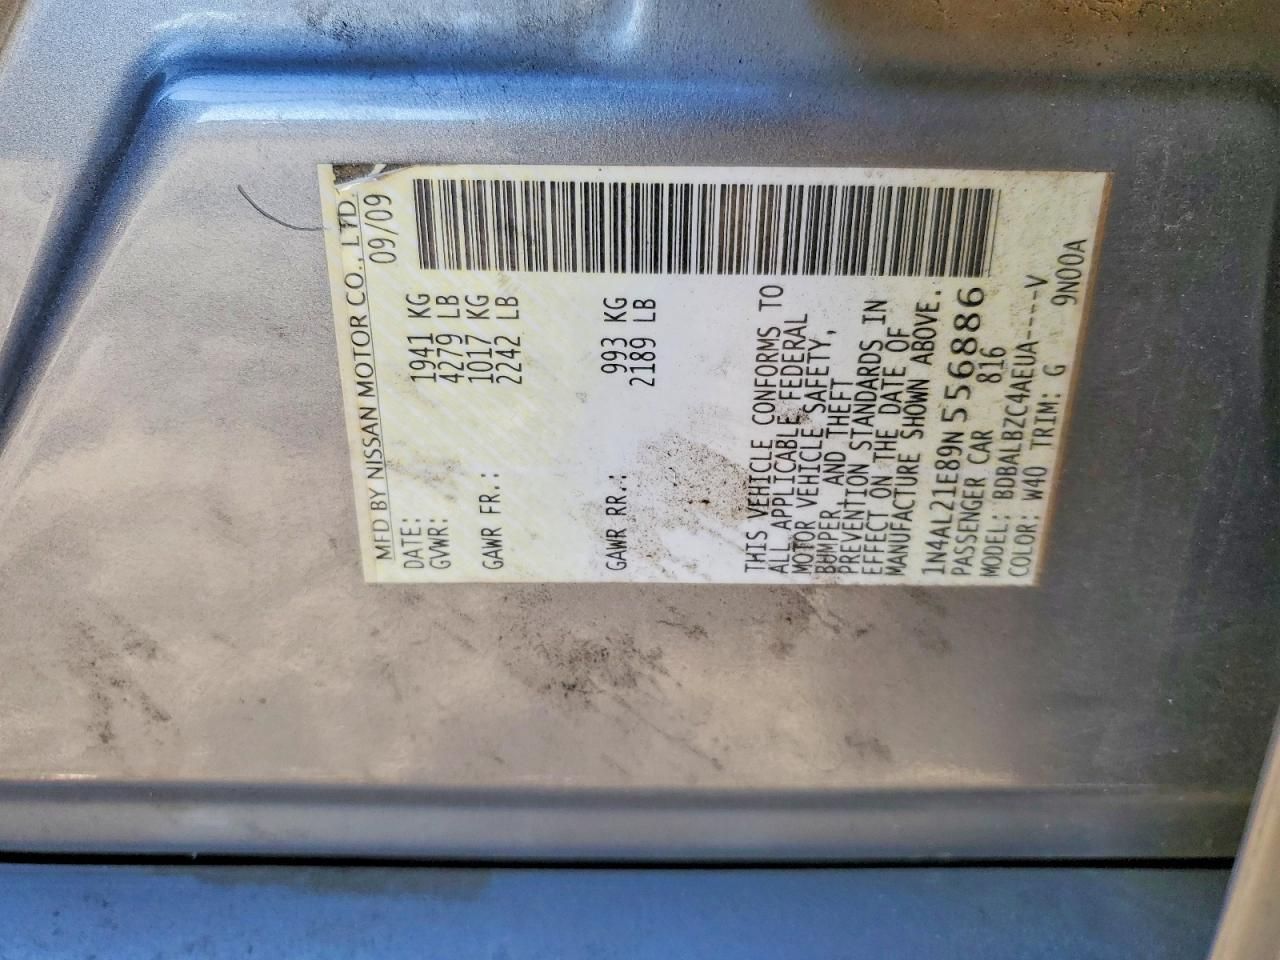 MFD BY NISSAN MOTOR CO., LTD.
DATE: 09/09
GVWR: 1941 KG
4279 LB
GAWR FR.: 1017 KG
2242 LB
GAWR RR.: 993 KG
2189 LB
THIS VEHICLE CONFORMS TO
ALL APPLICABLE FEDERAL
MOTOR VEHICLE SAFETY,
BUMPER, AND THEFT
PREVENTION STANDARDS IN
EFFECT ON THE DATE OF
MANUFACTURE SHOWN ABOVE.
1N4AL21E89N556886
PASSENGER CAR 816
MODEL: BDBALBZC4AEUA----V
COLOR: W40 TRIM: G 9N00A